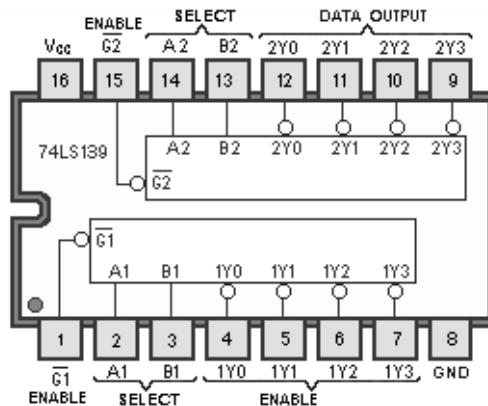 ENABLE SELECT DATA OUTPUT
Vcc G2 A2 B2 2Y0 2Y1 2Y2 2Y3
16 15 14 13 12 11 10 9
74LS139
A2 B2 2Y0 2Y1 2Y2 2Y3
G2
G1
A1 B1 1Y0 1Y1 1Y2 1Y3
1 2 3 4 5 6 7 8
G1 A1 B1 1Y0 1Y1 1Y2 1Y3 GND
ENABLE SELECT ENABLE